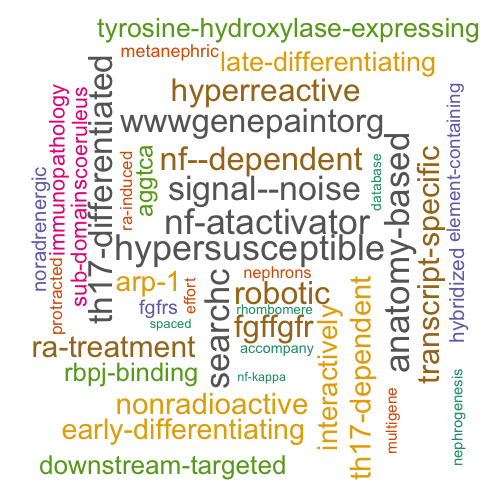 tyrosine-hydroxylase-expressing
metanephric
late-differentiating
hyperreactive
wwwgenepaintorg
nf--dependent
signal--noise
nf-atactivator
hypersusceptible
noradrenergic
immunopathology
sub-domainscoeruleus
th17-differentiated
ra-induced
aggtca
database
anatomy-based
transcript-specific
element-containing
hybridized
protracted
arp-1
effort
fgfrs
spaced
searchc
nephrons
robotic
rhombomere
fgffgfr
accompany
nf-kappa
ra-treatment
rbpj-binding
interactively
th17-dependent
multigene
nephrogenesis
nonradioactive
early-differentiating
downstream-targeted